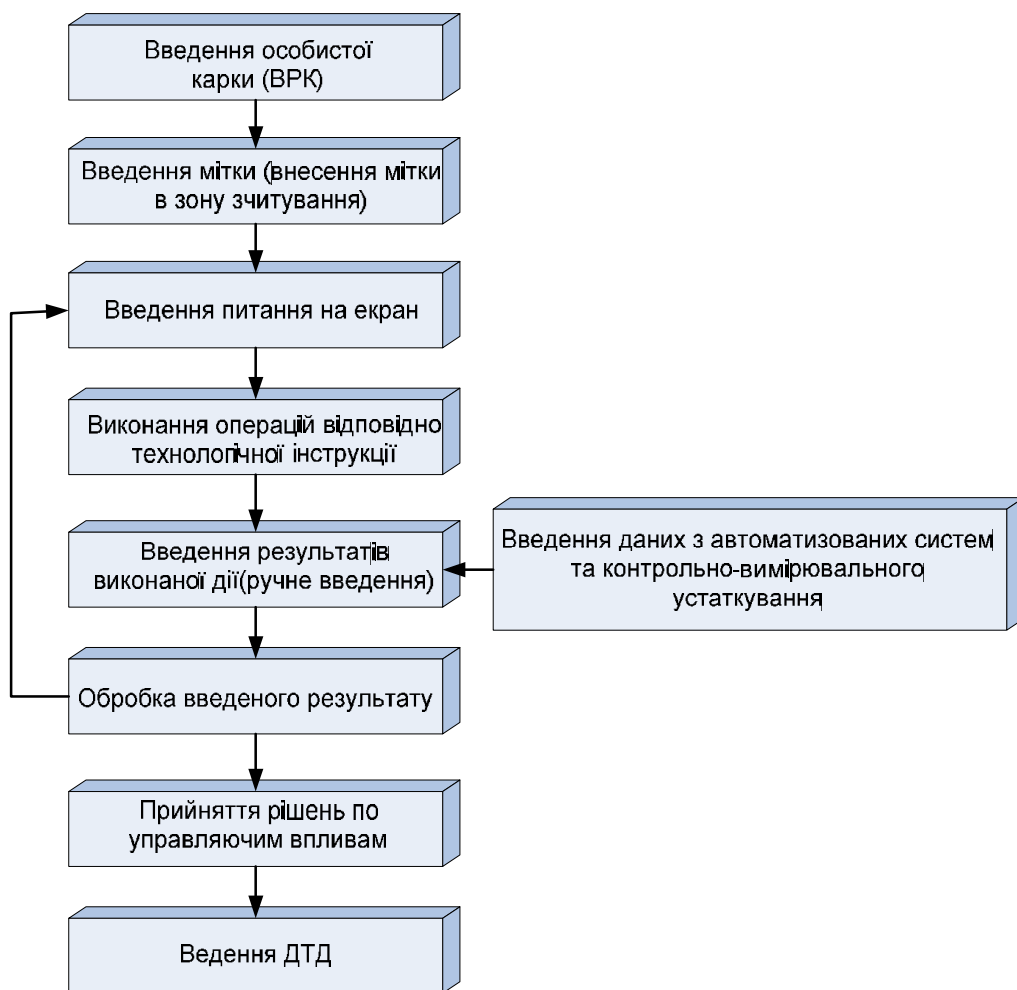 Введення особистої
карки (ВРК)
Введення мітки (внесення мітки
в зону зчитування)
Введення питання на екран
Виконання операцій відповідно
технологічної інструкції
Введення результатів
виконаної дії(ручне введення)
Введення даних з автоматизованих систем
та контрольно-вимірювального
устаткування
Обробка введеного результату
Прийняття рішень по
управляючим впливам
Ведення ДТД